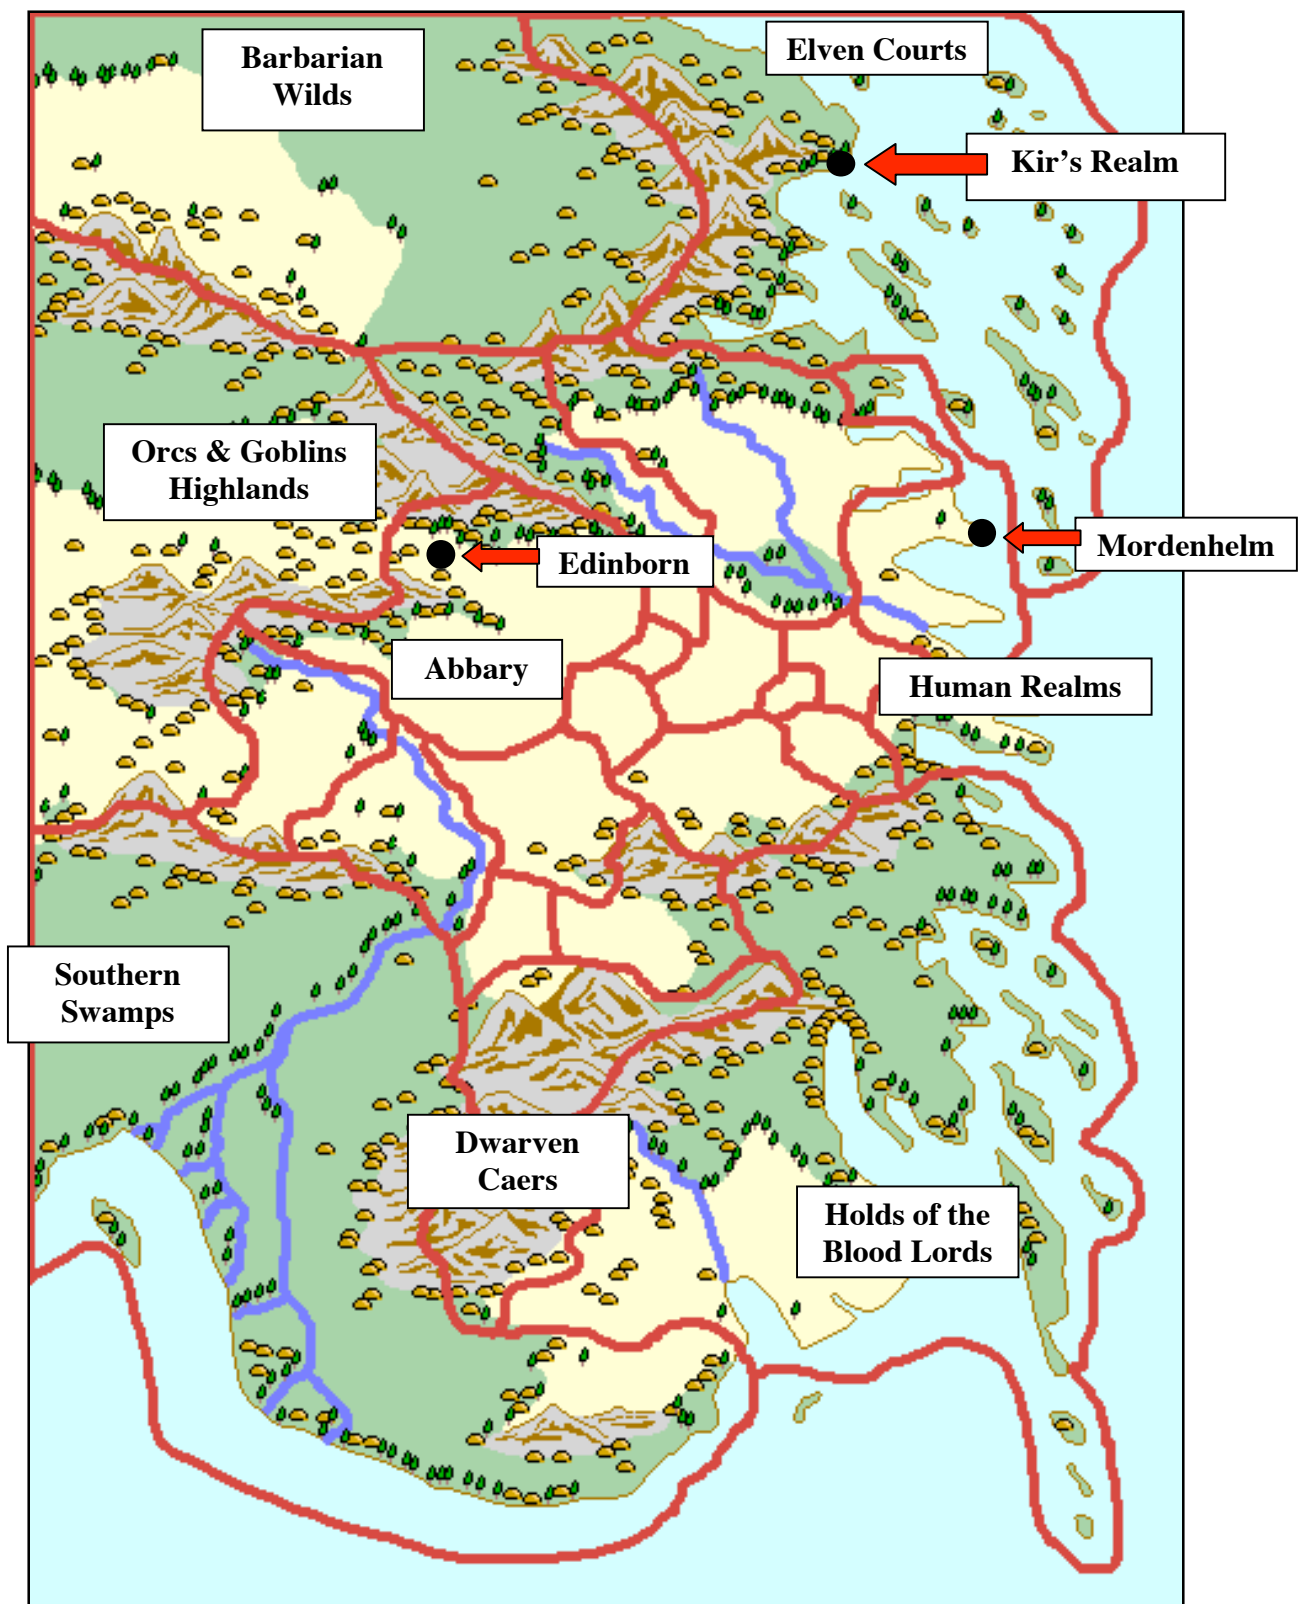 Barbarian
Wilds
Elven Courts
Kir’s Realm
Orcs & Goblins
Highlands
Edinborn
Mordenhelm
Abbary
Human Realms
Southern
Swamps
Dwarven
Caers
Holds of the
Blood Lords